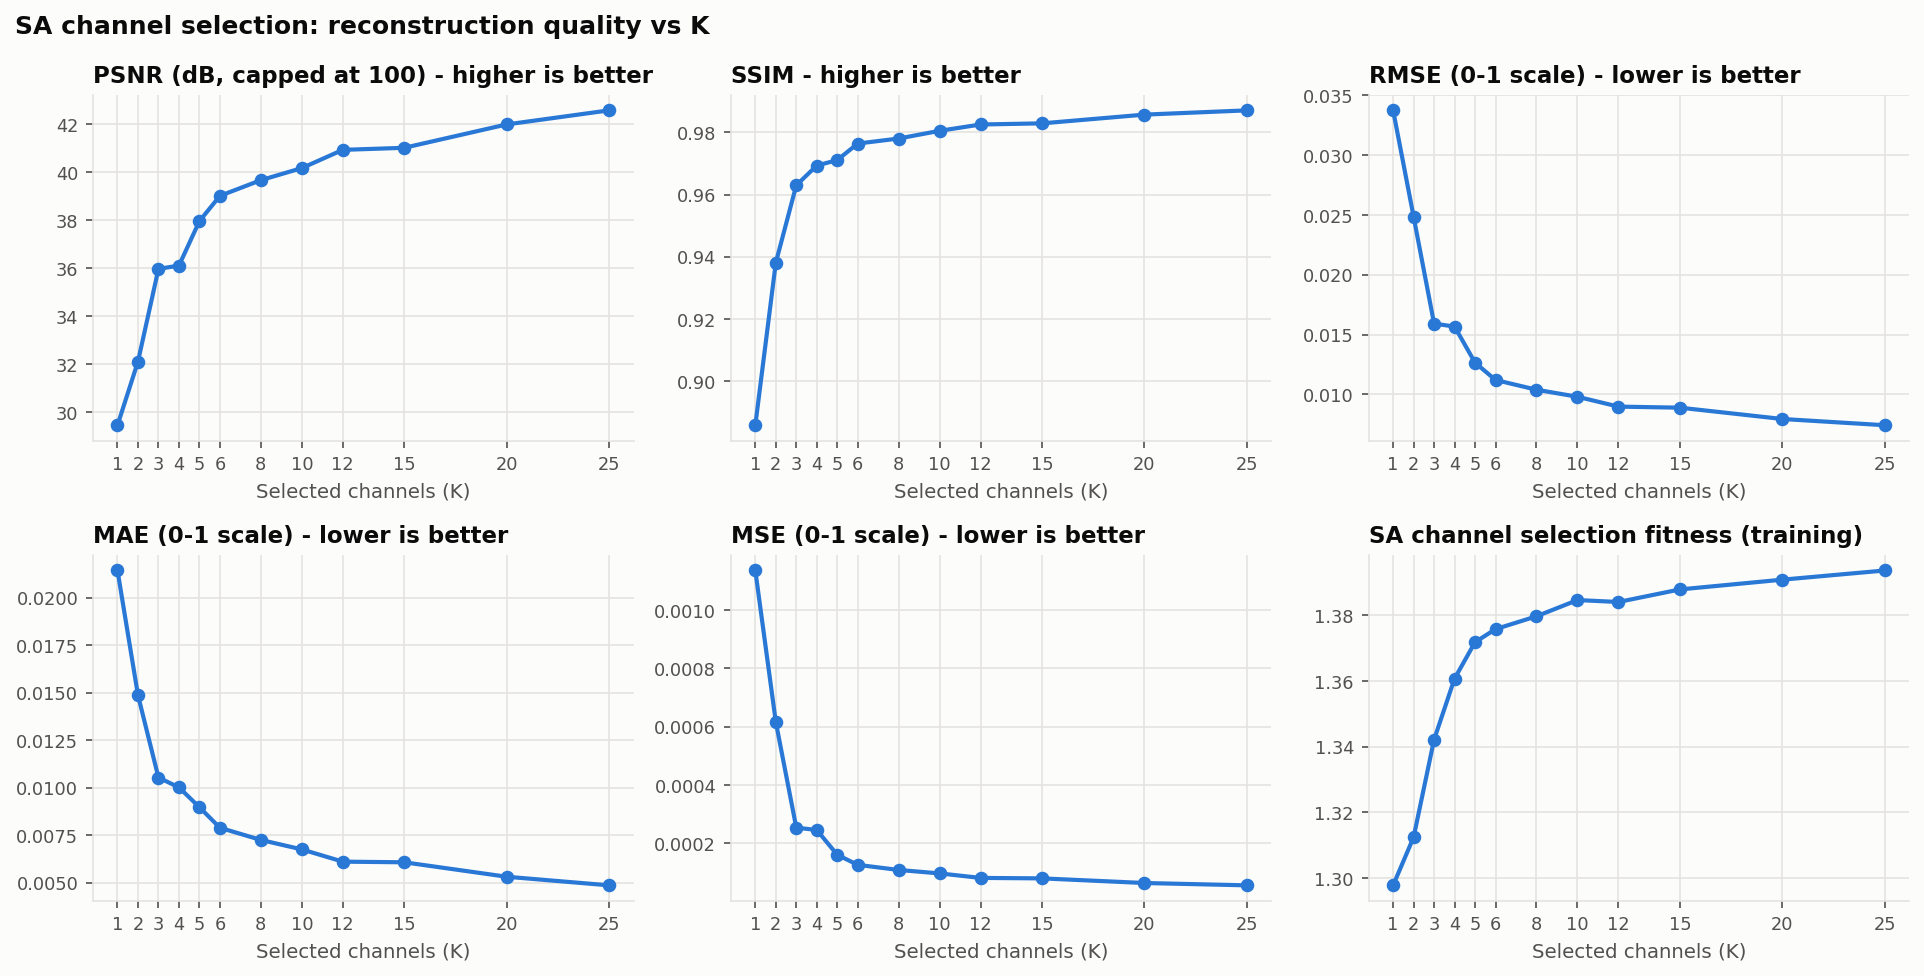 SA channel selection: reconstruction quality vs K
PSNR (dB, capped at 100) - higher is better
42
40
38
36
34
32
30
1 2 3 4 5 6 8 10 12 15 20 25
Selected channels (K)
SSIM - higher is better
0.98
0.96
0.94
0.92
0.90
1 2 3 4 5 6 8 10 12 15 20 25
Selected channels (K)
RMSE (0-1 scale) - lower is better
0.035
0.030
0.025
0.020
0.015
0.010
1 2 3 4 5 6 8 10 12 15 20 25
Selected channels (K)
MAE (0-1 scale) - lower is better
0.0200
0.0175
0.0150
0.0125
0.0100
0.0075
0.0050
1 2 3 4 5 6 8 10 12 15 20 25
Selected channels (K)
MSE (0-1 scale) - lower is better
0.0010
0.0008
0.0006
0.0004
0.0002
1 2 3 4 5 6 8 10 12 15 20 25
Selected channels (K)
SA channel selection fitness (training)
1.38
1.36
1.34
1.32
1.30
1 2 3 4 5 6 8 10 12 15 20 25
Selected channels (K)